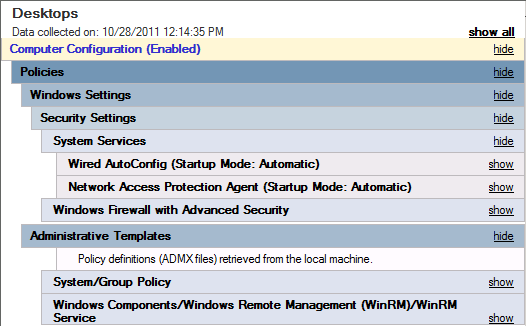 Desktops
Data collected on: 10/28/2011 12:14:35 PM show all
Computer Configuration (Enabled) hide
Policies hide
Windows Settings hide
Security Settings hide
System Services hide
Wired AutoConfig (Startup Mode: Automatic) show
Network Access Protection Agent (Startup Mode: Automatic) show
Windows Firewall with Advanced Security show
Administrative Templates hide
Policy definitions (ADMX files) retrieved from the local machine.
System/Group Policy show
Windows Components/Windows Remote Management (WinRM)/WinRM
Service show